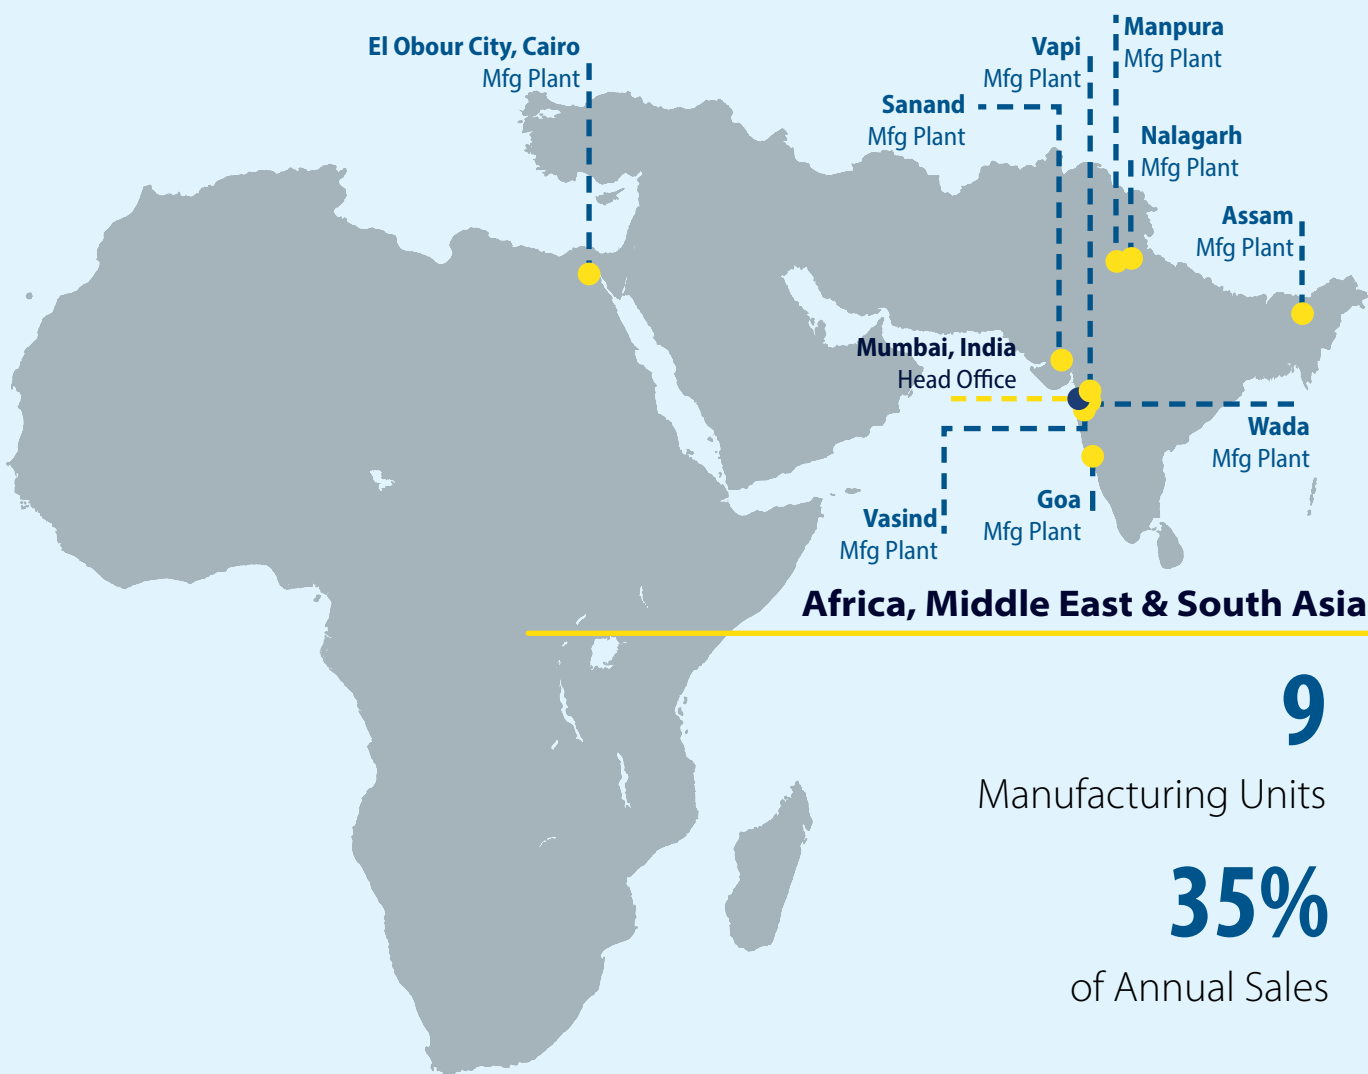 El Obour City, Cairo
Mfg Plant
Sanand
Mfg Plant
Vapi
Mfg Plant
Manpura
Mfg Plant
Nalagarh
Mfg Plant
Assam
Mfg Plant
Mumbai, India
Head Office
Wada
Mfg Plant
Goa
Mfg Plant
Vasind
Mfg Plant
Africa, Middle East & South Asia
9
Manufacturing Units
35%
of Annual Sales